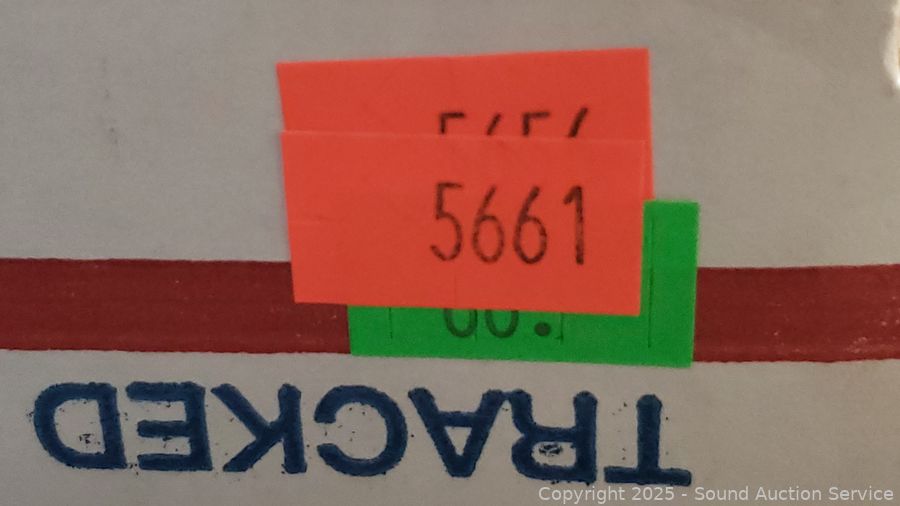 5661
TRACKED
Copyright 2025 - Sound Auction Service